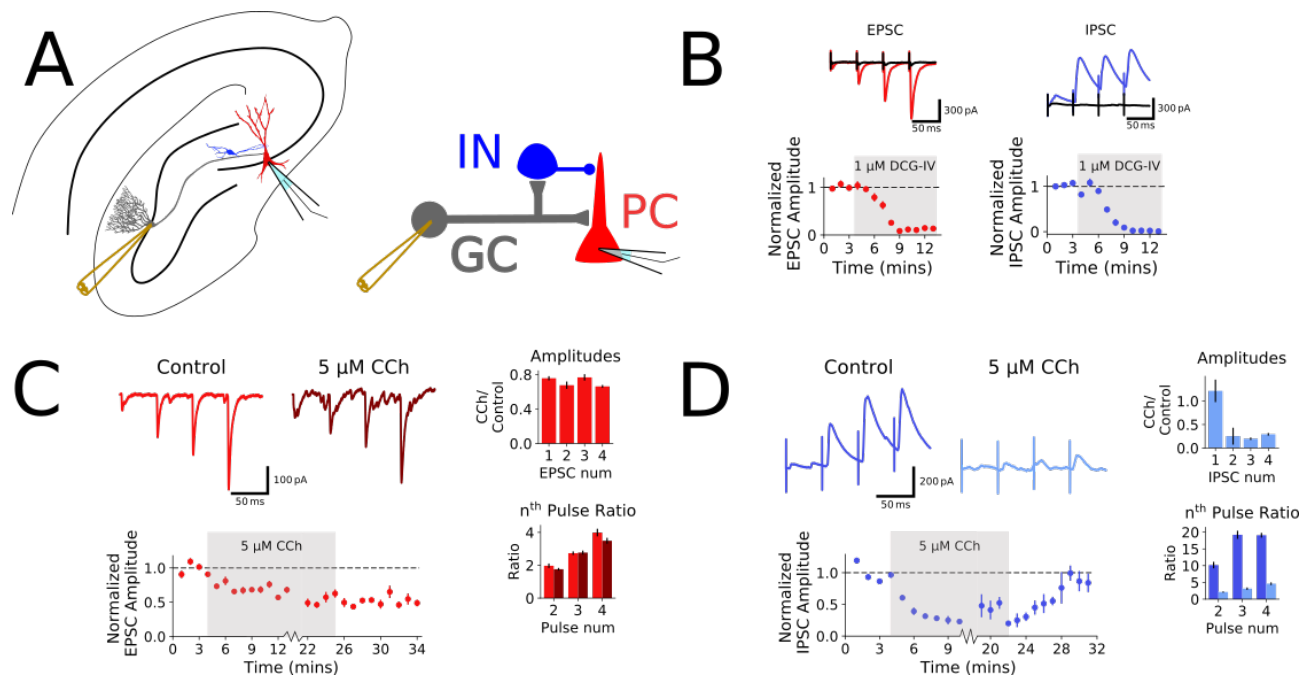 A
IN
GC
PC
B
EPSC
300 pA
50 ms
IPSC
300 pA
50 ms
Normalized
EPSC Amplitude
1 µM DCG-IV
1
0
0 3 6 9 12
Time (mins)
Normalized
IPSC Amplitude
1 µM DCG-IV
1
0
0 3 6 9 12
Time (mins)
C
Control
5 µM CCh
100 pA
50 ms
Amplitudes
CCh/
Control
0.8
0.4
0.0
1 2 3 4
EPSC num
Normalized
EPSC Amplitude
5 µM CCh
1.0
0.5
0.0
0 3 6 9 12 22 26 30 34
Time (mins)
nth Pulse Ratio
Ratio
4
2
0
2 3 4
Pulse num
D
Control
5 µM CCh
200 pA
50 ms
Amplitudes
CCh/
Control
1.0
0.5
0.0
1 2 3 4
IPSC num
Normalized
IPSC Amplitude
5 µM CCh
1.0
0.5
0.0
0 3 6 9 20 24 28 32
Time (mins)
nth Pulse Ratio
Ratio
20
15
10
5
0
2 3 4
Pulse num